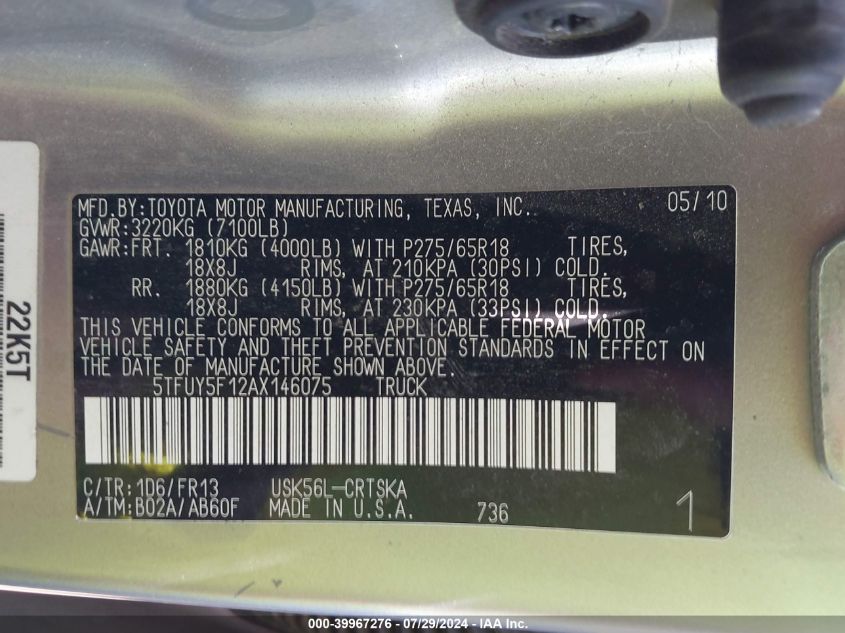 MFD.BY:TOYOTA MOTOR MANUFACTURING, TEXAS, INC. 05/10
GVWR:3220KG (7100LB)
GAWR:FRT. 1810KG (4000LB) WITH P275/65R18 TIRES,
18X8J RIMS, AT 210KPA (30PSI) COLD.
RR. 1880KG (4150LB) WITH P275/65R18 TIRES,
18X8J RIMS, AT 230KPA (33PSI) COLD.
THIS VEHICLE CONFORMS TO ALL APPLICABLE FEDERAL MOTOR
VEHICLE SAFETY AND THEFT PREVENTION STANDARDS IN EFFECT ON
THE DATE OF MANUFACTURE SHOWN ABOVE.
5TFUY5F12AX146075 TRUCK
C/TR:1D6/FR13 USK56L-CRTSKA
A/TM:B02A/AB60F MADE IN U.S.A. 736 1
22K5T
000-39967276 - 07/29/2024 - IAA Inc.